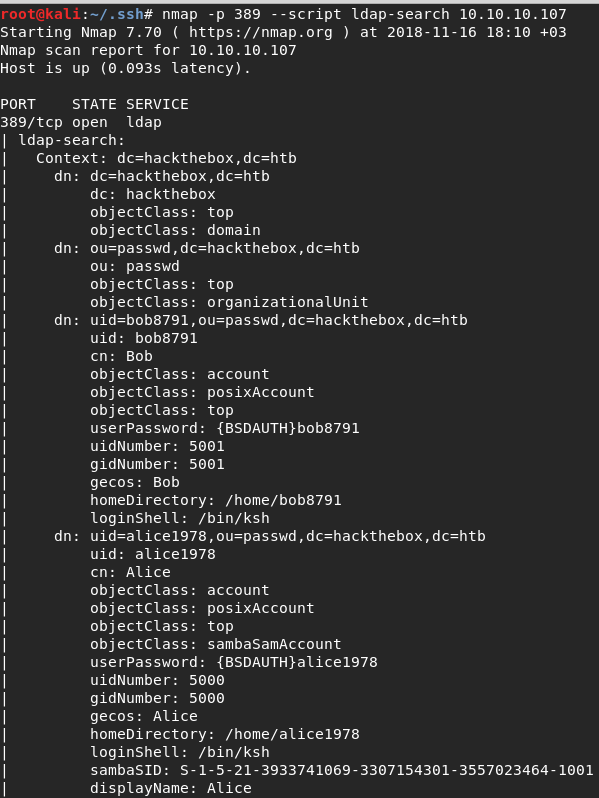 root@kali:~/.ssh# nmap -p 389 --script ldap-search 10.10.10.107
Starting Nmap 7.70 ( https://nmap.org ) at 2018-11-16 18:10 +03
Nmap scan report for 10.10.10.107
Host is up (0.093s latency).

PORT    STATE SERVICE
389/tcp open  ldap
| ldap-search:
|   Context: dc=hackthebox,dc=htb
|     dn: dc=hackthebox,dc=htb
|         dc: hackthebox
|         objectClass: top
|         objectClass: domain
|     dn: ou=passwd,dc=hackthebox,dc=htb
|         ou: passwd
|         objectClass: top
|         objectClass: organizationalUnit
|     dn: uid=bob8791,ou=passwd,dc=hackthebox,dc=htb
|         uid: bob8791
|         cn: Bob
|         objectClass: account
|         objectClass: posixAccount
|         objectClass: top
|         userPassword: {BSDAUTH}bob8791
|         uidNumber: 5001
|         gidNumber: 5001
|         gecos: Bob
|         homeDirectory: /home/bob8791
|         loginShell: /bin/ksh
|     dn: uid=alice1978,ou=passwd,dc=hackthebox,dc=htb
|         uid: alice1978
|         cn: Alice
|         objectClass: account
|         objectClass: posixAccount
|         objectClass: top
|         objectClass: sambaSamAccount
|         userPassword: {BSDAUTH}alice1978
|         uidNumber: 5000
|         gidNumber: 5000
|         gecos: Alice
|         homeDirectory: /home/alice1978
|         loginShell: /bin/ksh
|         sambaSID: S-1-5-21-3933741069-3307154301-3557023464-1001
|         displayName: Alice